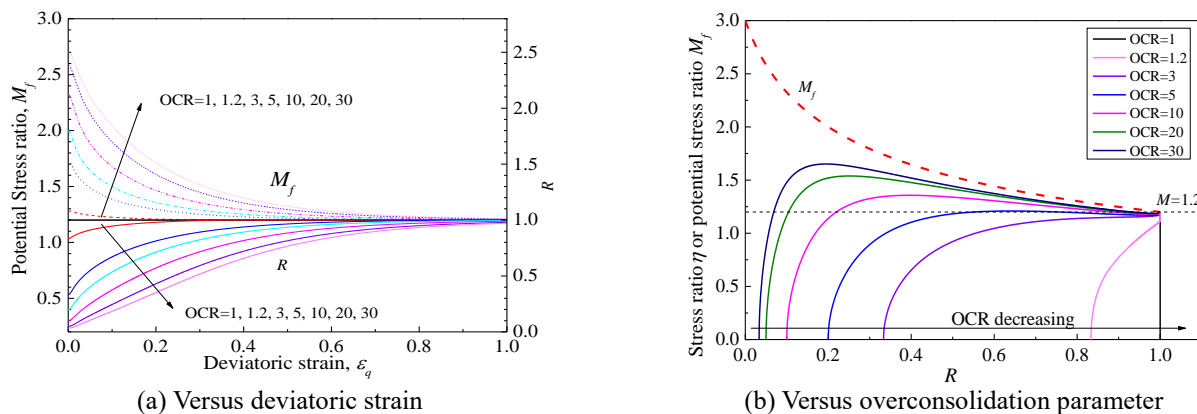 3.0
2.5
2.0
1.5
1.0
0.5
Potential Stress ratio, M_f
2.5
2.0
1.5
1.0
0.5
0.0
R
OCR=1, 1.2, 3, 5, 10, 20, 30
M_f
R
OCR=1, 1.2, 3, 5, 10, 20, 30
0.0 0.2 0.4 0.6 0.8 1.0
Deviatoric strain, ε_q
(a) Versus deviatoric strain
3.0
2.5
2.0
1.5
1.0
0.5
0.0
Stress ratio η or potential stress ratio M_f
M_f
OCR=1
OCR=1.2
OCR=3
OCR=5
OCR=10
OCR=20
OCR=30
M=1.2
OCR decreasing
0.0 0.2 0.4 0.6 0.8 1.0
R
(b) Versus overconsolidation parameter